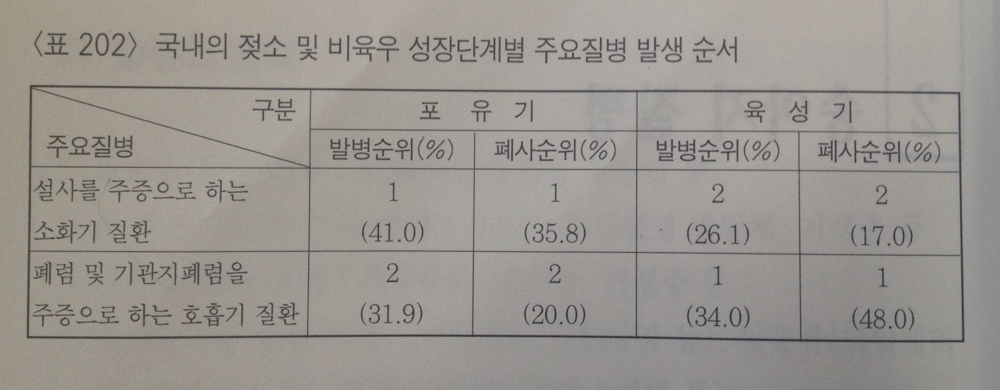 〈표 202〉 국내의 젖소 및 비육우 성장단계별 주요질병 발생 순서
구분 포 유 기 육 성 기
주요질병 발병순위(%) 폐사순위(%) 발병순위(%) 폐사순위(%)
설사를 주증으로 하는 1 1 2 2
소화기 질환 (41.0) (35.8) (26.1) (17.0)
폐렴 및 기관지폐렴을 2 2 1 1
주증으로 하는 호흡기 질환 (31.9) (20.0) (34.0) (48.0)